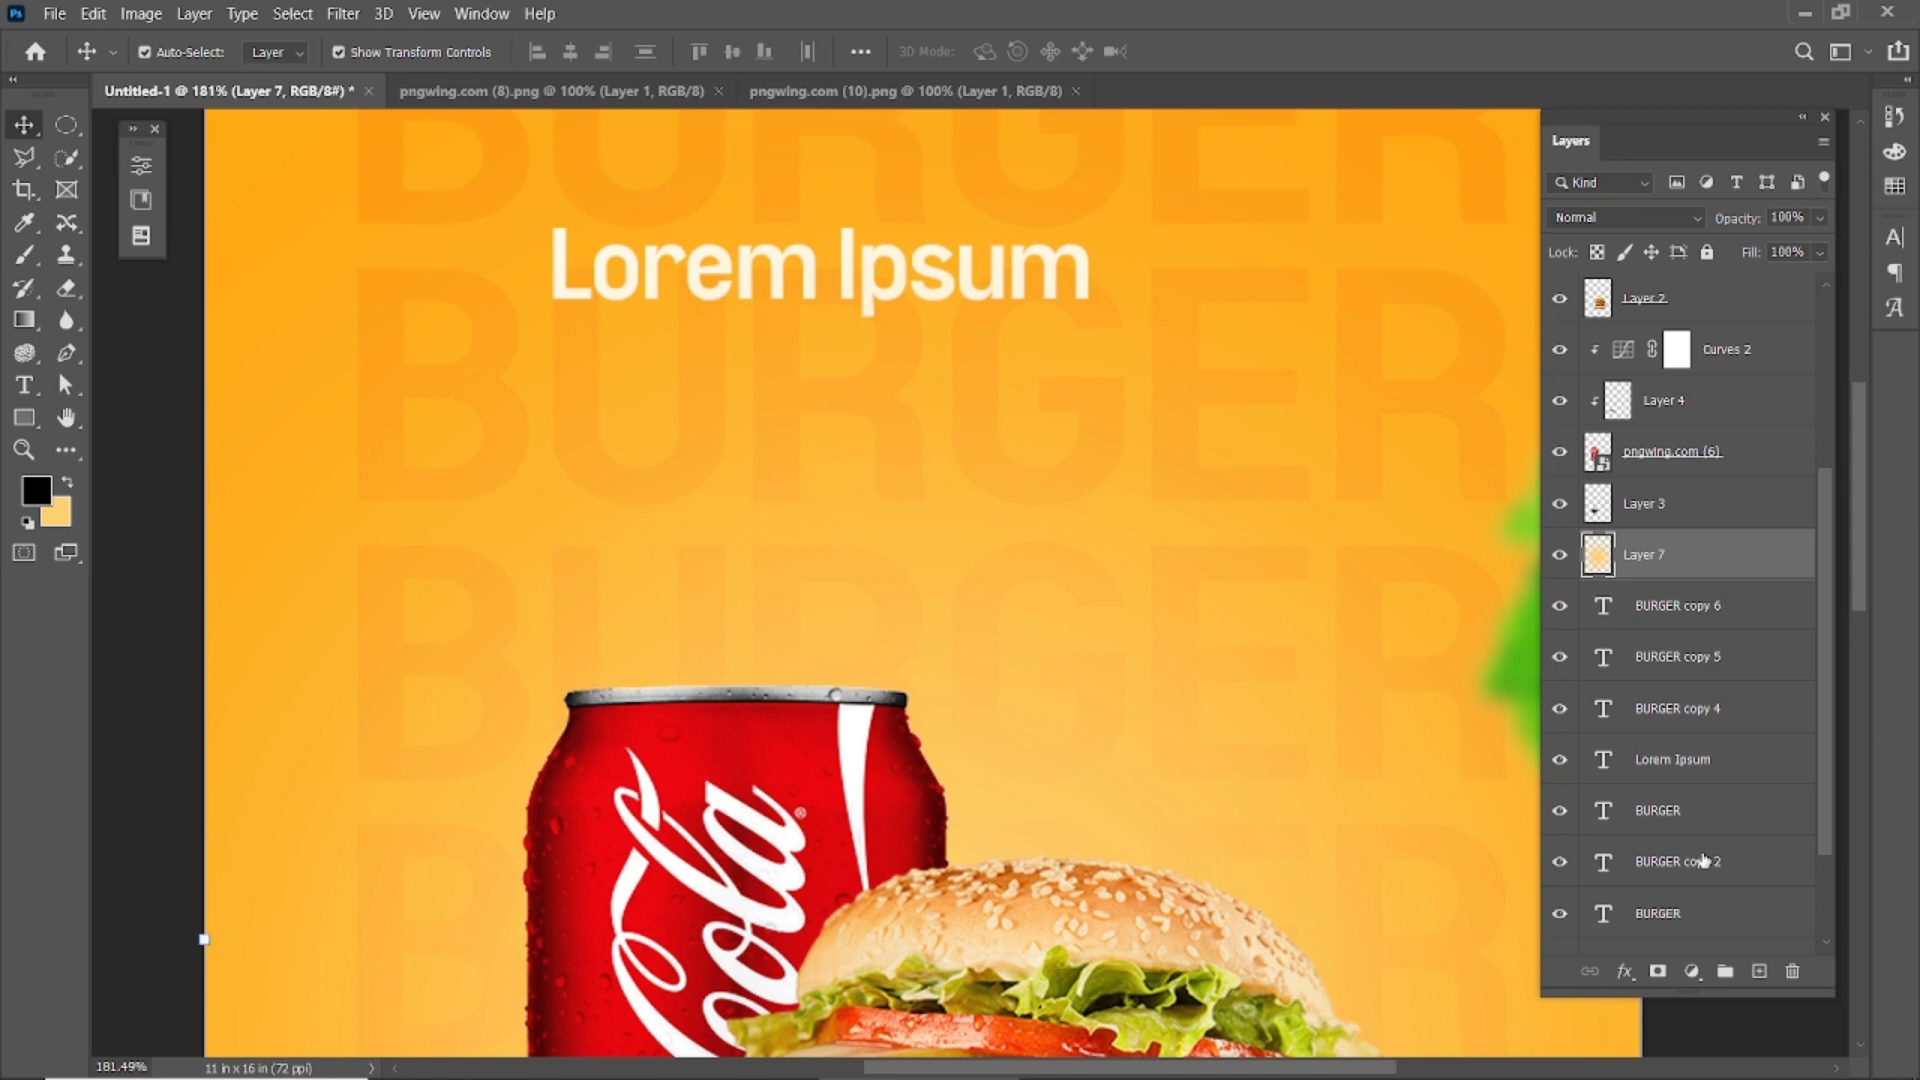 Ps File Edit Image Layer Type Select Filter 3D View Window Help
Auto-Select: Layer Show Transform Controls 3D Mode:
Untitled-1 @ 181% (Layer 7, RGB/8#) * pngwing.com (8).png @ 100% (Layer 1, RGB/8) pngwing.com (10).png @ 100% (Layer 1, RGB/8)
BURGER
Lorem Ipsum
BURGER
BURGER
BURGER
Cola
Layers
Kind
Normal Opacity: 100%
Lock: Fill: 100%
Layer 2
Curves 2
Layer 4
pngwing.com (6)
Layer 3
Layer 7
BURGER copy 6
BURGER copy 5
BURGER copy 4
Lorem Ipsum
BURGER
BURGER copy 2
BURGER
181.49% 11 in x 16 in (72 ppi)